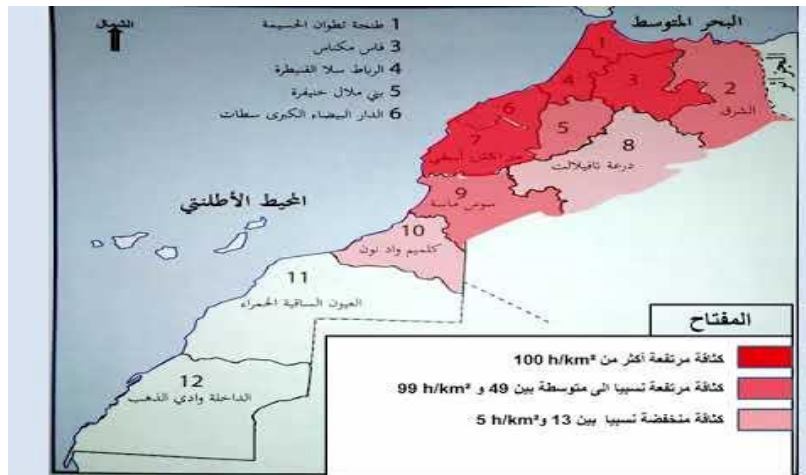 الشمال
البحر المتوسط
الجزائر
1 طنجة تطوان الحسيمة
3 فاس مكناس
4 الرباط سلا القنيطرة
5 بني ملال خنيفرة
6 الدار البيضاء الكبرى سطات
المحيط الأطلنتي
1
2
الشرق
3
4
5
6
7
مراكش آسفي
8
درعة تافيلالت
9
سوس ماسة
10
كلميم واد نون
11
العيون الساقية الحمراء
12
الداخلة وادي الذهب
المفتاح
كثافة مرتفعة أكثر من 100 h/km²
كثافة مرتفعة نسبيا الى متوسطة بين 49 و 99 h/km²
كثافة منخفضة نسبيا بين 13 و5 h/km²